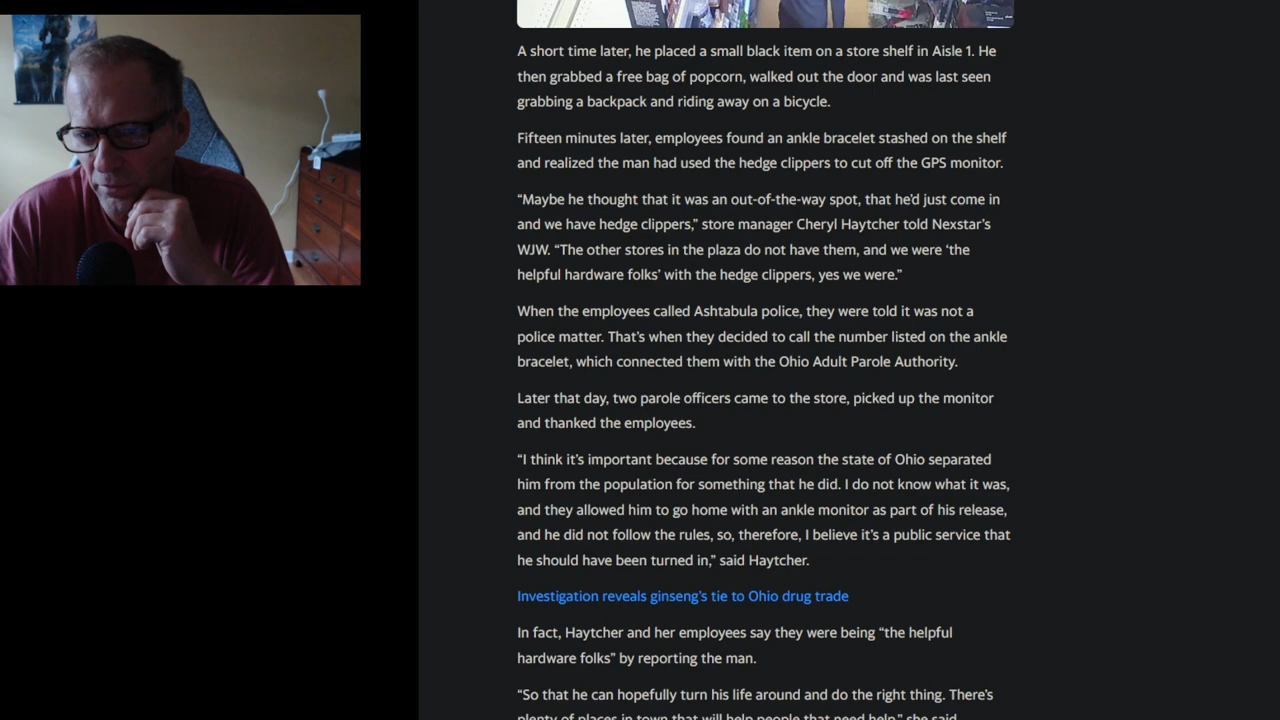 A short time later, he placed a small black item on a store shelf in Aisle 1. He
then grabbed a free bag of popcorn, walked out the door and was last seen
grabbing a backpack and riding away on a bicycle.
Fifteen minutes later, employees found an ankle bracelet stashed on the shelf
and realized the man had used the hedge clippers to cut off the GPS monitor.
“Maybe he thought that it was an out-of-the-way spot, that he’d just come in
and we have hedge clippers,” store manager Cheryl Haytcher told Nexstar’s
WJW. “The other stores in the plaza do not have them, and we were ‘the
helpful hardware folks’ with the hedge clippers, yes we were.”
When the employees called Ashtabula police, they were told it was not a
police matter. That’s when they decided to call the number listed on the ankle
bracelet, which connected them with the Ohio Adult Parole Authority.
Later that day, two parole officers came to the store, picked up the monitor
and thanked the employees.
“I think it’s important because for some reason the state of Ohio separated
him from the population for something that he did. I do not know what it was,
and they allowed him to go home with an ankle monitor as part of his release,
and he did not follow the rules, so, therefore, I believe it’s a public service that
he should have been turned in,” said Haytcher.
Investigation reveals ginseng’s tie to Ohio drug trade
In fact, Haytcher and her employees say they were being “the helpful
hardware folks” by reporting the man.
“So that he can hopefully turn his life around and do the right thing. There’s
plenty of places in town that will help people that need help,” she said.